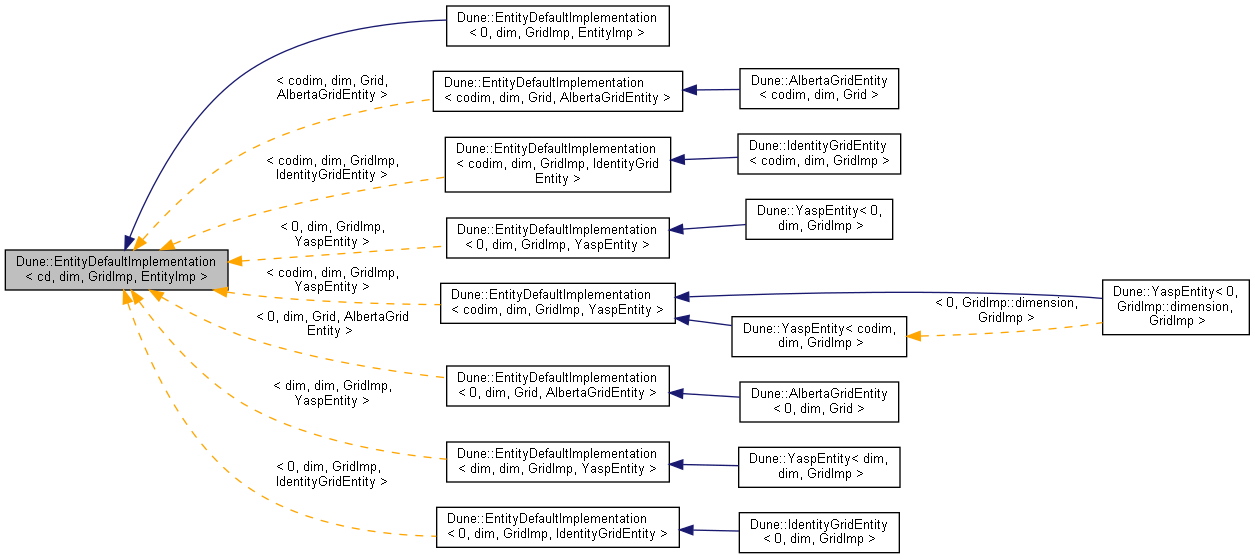 Dune::EntityDefaultImplementation
< 0, dim, GridImp, EntityImp >
< codim, dim, Grid,
AlbertaGridEntity >
Dune::EntityDefaultImplementation
< codim, dim, Grid, AlbertaGridEntity >
Dune::AlbertaGridEntity
< codim, dim, Grid >
< codim, dim, GridImp,
IdentityGridEntity >
Dune::EntityDefaultImplementation
< codim, dim, GridImp, IdentityGrid
Entity >
Dune::IdentityGridEntity
< codim, dim, GridImp >
< 0, dim, GridImp,
YaspEntity >
Dune::EntityDefaultImplementation
< 0, dim, GridImp, YaspEntity >
Dune::YaspEntity< 0,
dim, GridImp >
Dune::EntityDefaultImplementation
< cd, dim, GridImp, EntityImp >
< codim, dim, GridImp,
YaspEntity >
Dune::EntityDefaultImplementation
< codim, dim, GridImp, YaspEntity >
Dune::YaspEntity< codim,
dim, GridImp >
< 0, GridImp::dimension,
GridImp >
Dune::YaspEntity< 0,
GridImp::dimension,
GridImp >
< 0, dim, Grid, AlbertaGrid
Entity >
Dune::EntityDefaultImplementation
< 0, dim, Grid, AlbertaGridEntity >
Dune::AlbertaGridEntity
< 0, dim, Grid >
< dim, dim, GridImp,
YaspEntity >
Dune::EntityDefaultImplementation
< dim, dim, GridImp, YaspEntity >
Dune::YaspEntity< dim,
dim, GridImp >
< 0, dim, GridImp,
IdentityGridEntity >
Dune::EntityDefaultImplementation
< 0, dim, GridImp, IdentityGridEntity >
Dune::IdentityGridEntity
< 0, dim, GridImp >